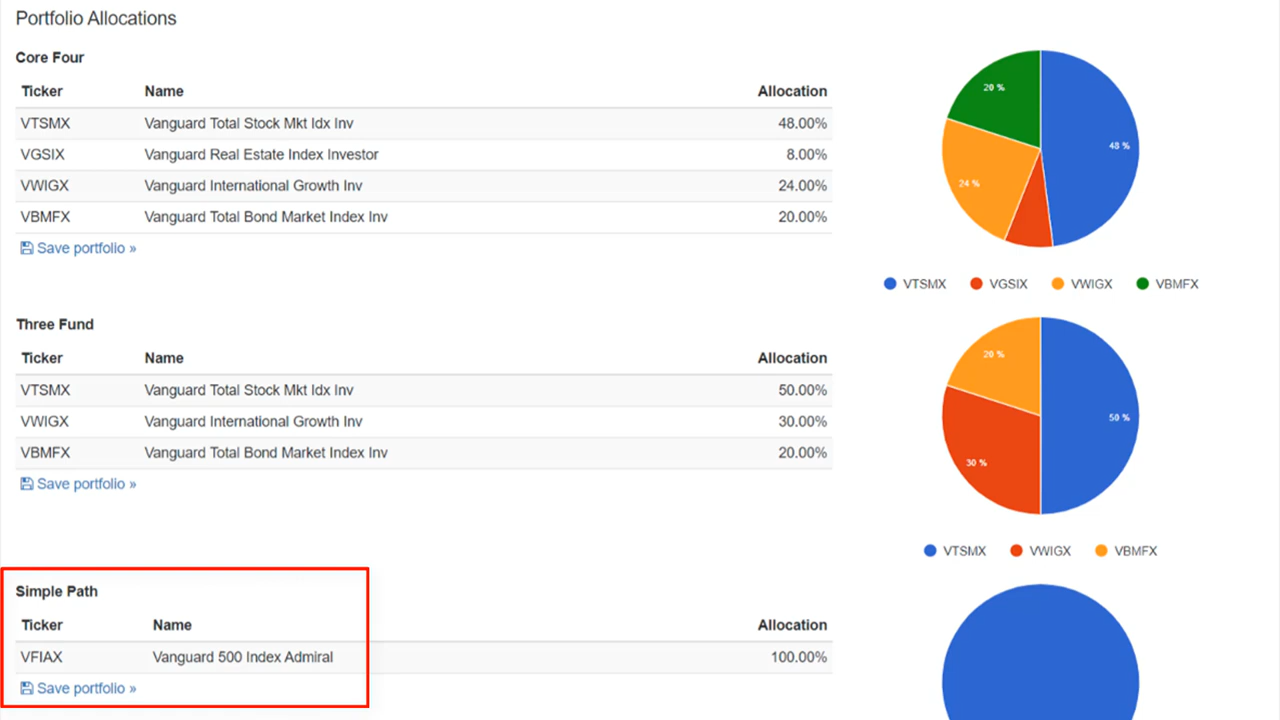 Portfolio Allocations
Core Four
Ticker Name Allocation
VTSMX Vanguard Total Stock Mkt Idx Inv 48.00%
VGSIX Vanguard Real Estate Index Investor 8.00%
VWIGX Vanguard International Growth Inv 24.00%
VBMFX Vanguard Total Bond Market Index Inv 20.00%
Save portfolio »
20 %
48 %
24 %
VTSMX VGSIX VWIGX VBMFX
Three Fund
Ticker Name Allocation
VTSMX Vanguard Total Stock Mkt Idx Inv 50.00%
VWIGX Vanguard International Growth Inv 30.00%
VBMFX Vanguard Total Bond Market Index Inv 20.00%
Save portfolio »
20 %
50 %
30 %
VTSMX VWIGX VBMFX
Simple Path
Ticker Name Allocation
VFIAX Vanguard 500 Index Admiral 100.00%
Save portfolio »